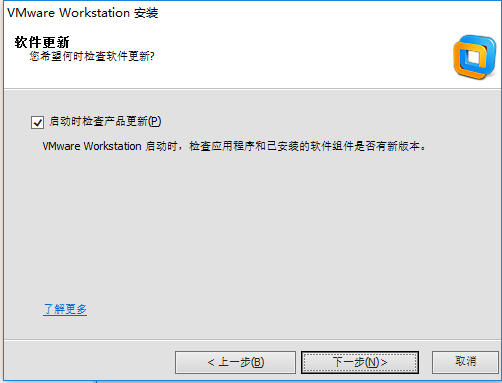 VMware Workstation 安装
软件更新
您希望何时检查软件更新?
启动时检查产品更新(P)
VMware Workstation 启动时，检查应用程序和已安装的软件组件是否有新版本。
了解更多
< 上一步(B)
下一步(N)>
取消